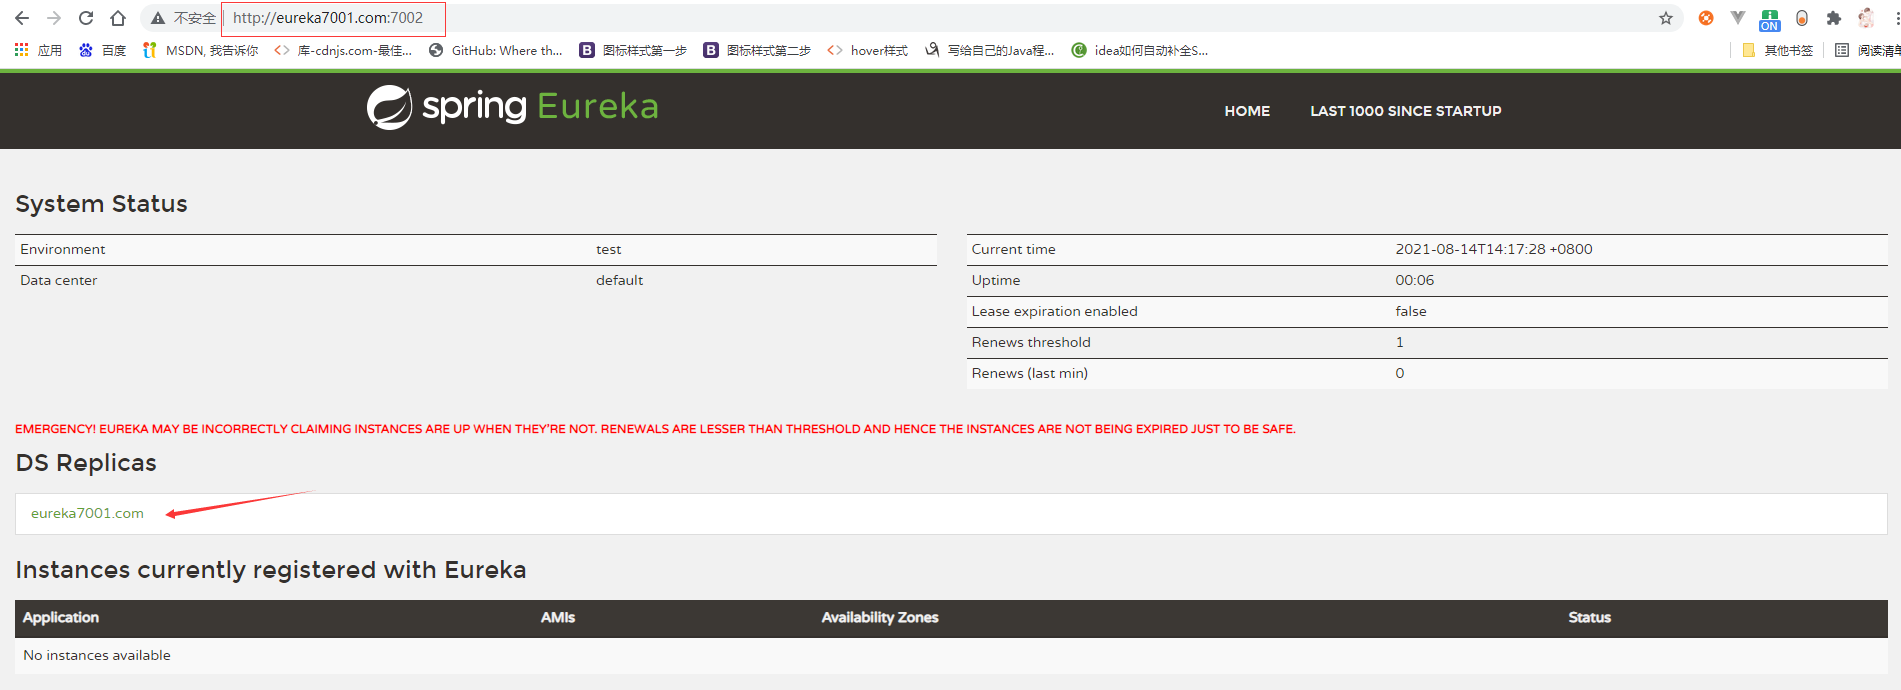 不安全 http://eureka7001.com:7002
应用 百度 MSDN, 我告诉你 库-cdnjs.com-最佳... GitHub: Where th... 图标样式第一步 图标样式第二步 hover样式 写给自己的Java程... idea如何自动补全S... 其他书签 阅读清单
ON
spring Eureka
HOME LAST 1000 SINCE STARTUP
System Status
Environment test
Data center default
Current time 2021-08-14T14:17:28 +0800
Uptime 00:06
Lease expiration enabled false
Renews threshold 1
Renews (last min) 0
EMERGENCY! EUREKA MAY BE INCORRECTLY CLAIMING INSTANCES ARE UP WHEN THEY'RE NOT. RENEWALS ARE LESSER THAN THRESHOLD AND HENCE THE INSTANCES ARE NOT BEING EXPIRED JUST TO BE SAFE.
DS Replicas
eureka7001.com
Instances currently registered with Eureka
Application AMIs Availability Zones Status
No instances available